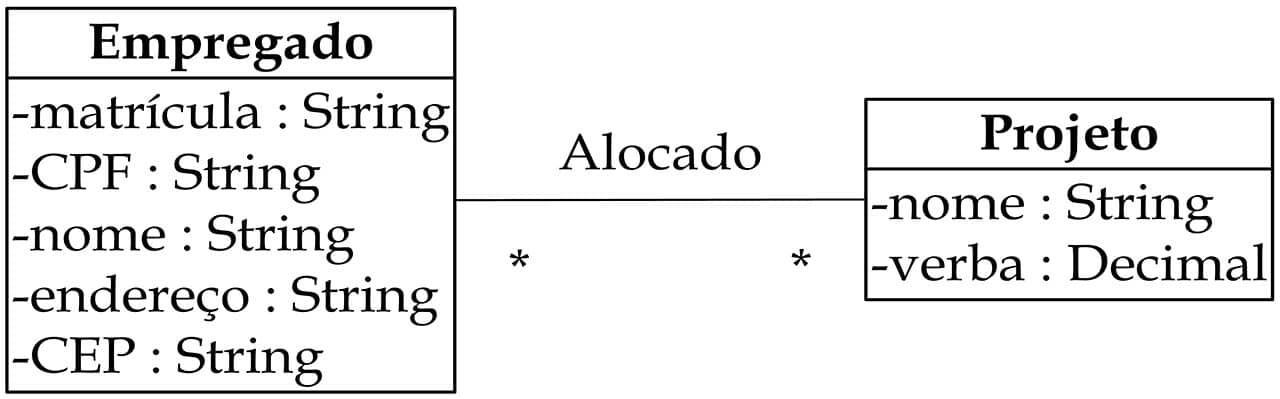 Empregado
-matrícula : String
-CPF : String
-nome : String
-endereço : String
-CEP : String
Alocado
*
*
Projeto
-nome : String
-verba : Decimal